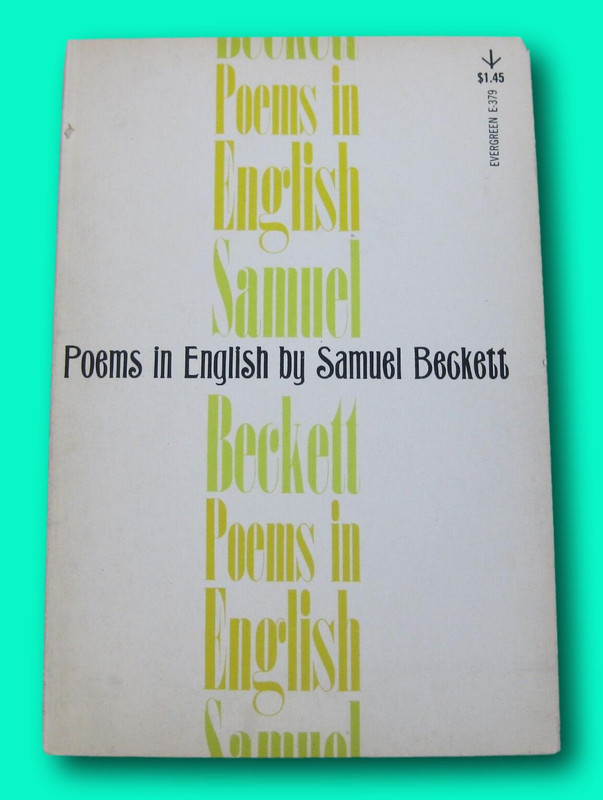 Beckett
Poems in
English
Samuel
$1.45
EVERGREEN E-379
Poems in English by Samuel Beckett
Beckett
Poems in
English
Samuel